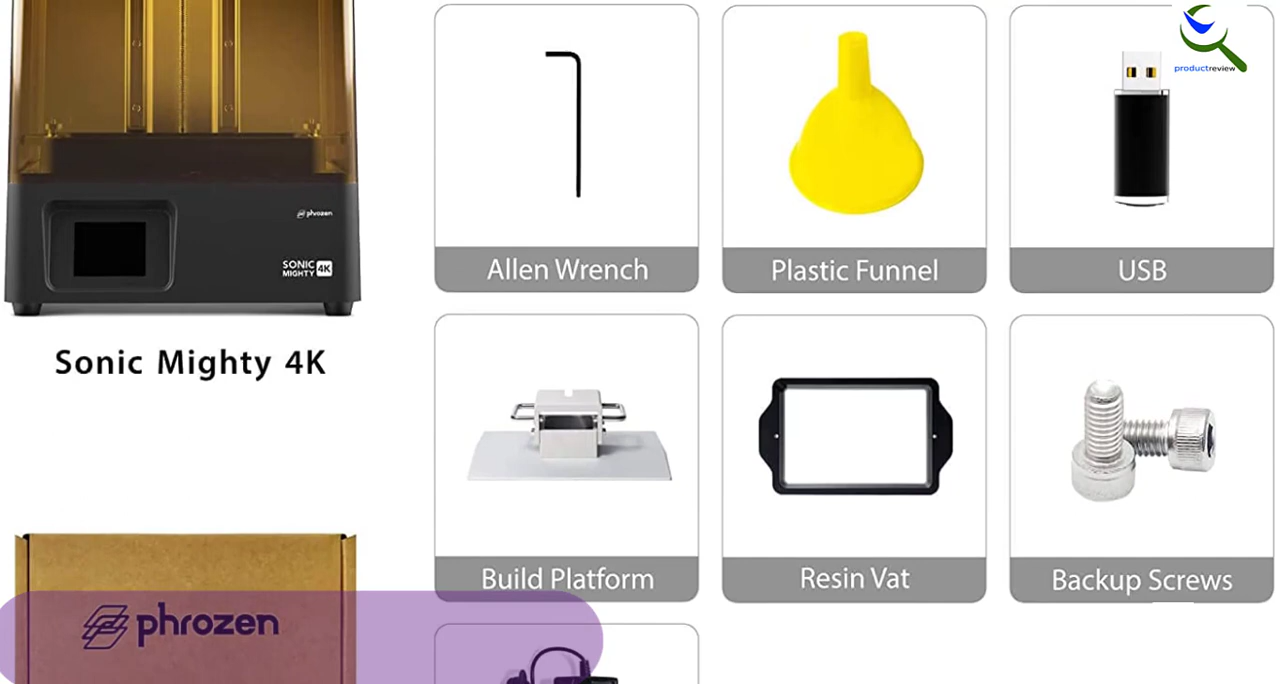 productreview
Allen Wrench
Plastic Funnel
USB
phrozen
SONIC
MIGHTY 4K
Sonic Mighty 4K
Build Platform
Resin Vat
Backup Screws
phrozen